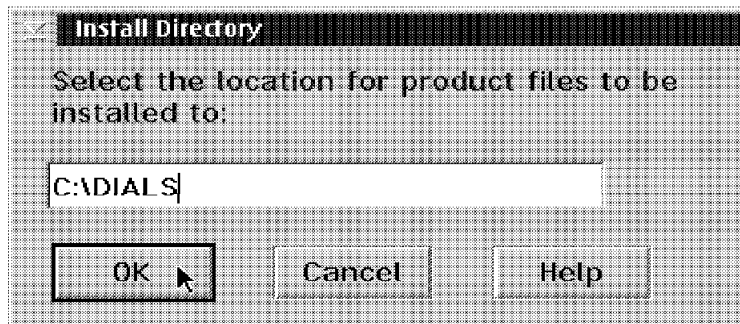 Install Directory
Select the location for product files to be
installed to:
C:\DIALS
OK
Cancel
Help